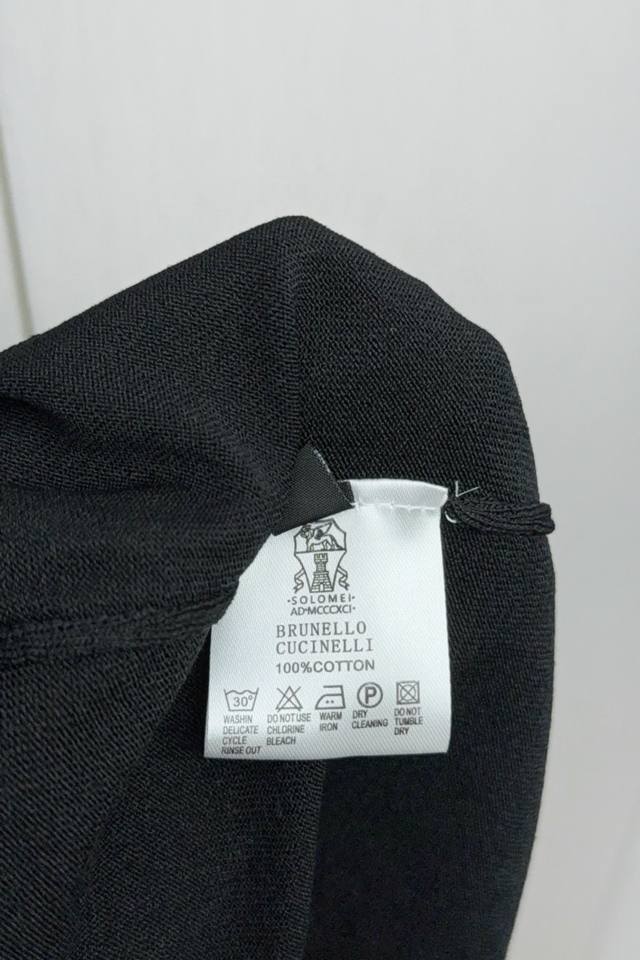 ·SOLOMEI·
AD·MCCCXCI·
BRUNELLO
CUCINELLI
100%COTTON
30°
P
WASHIN
DELICATE
CYCLE
RINSE OUT
DO NOT USE
CHLORINE
BLEACH
WARM
IRON
DRY
CLEANING
DO NOT
TUMBLE
DRY